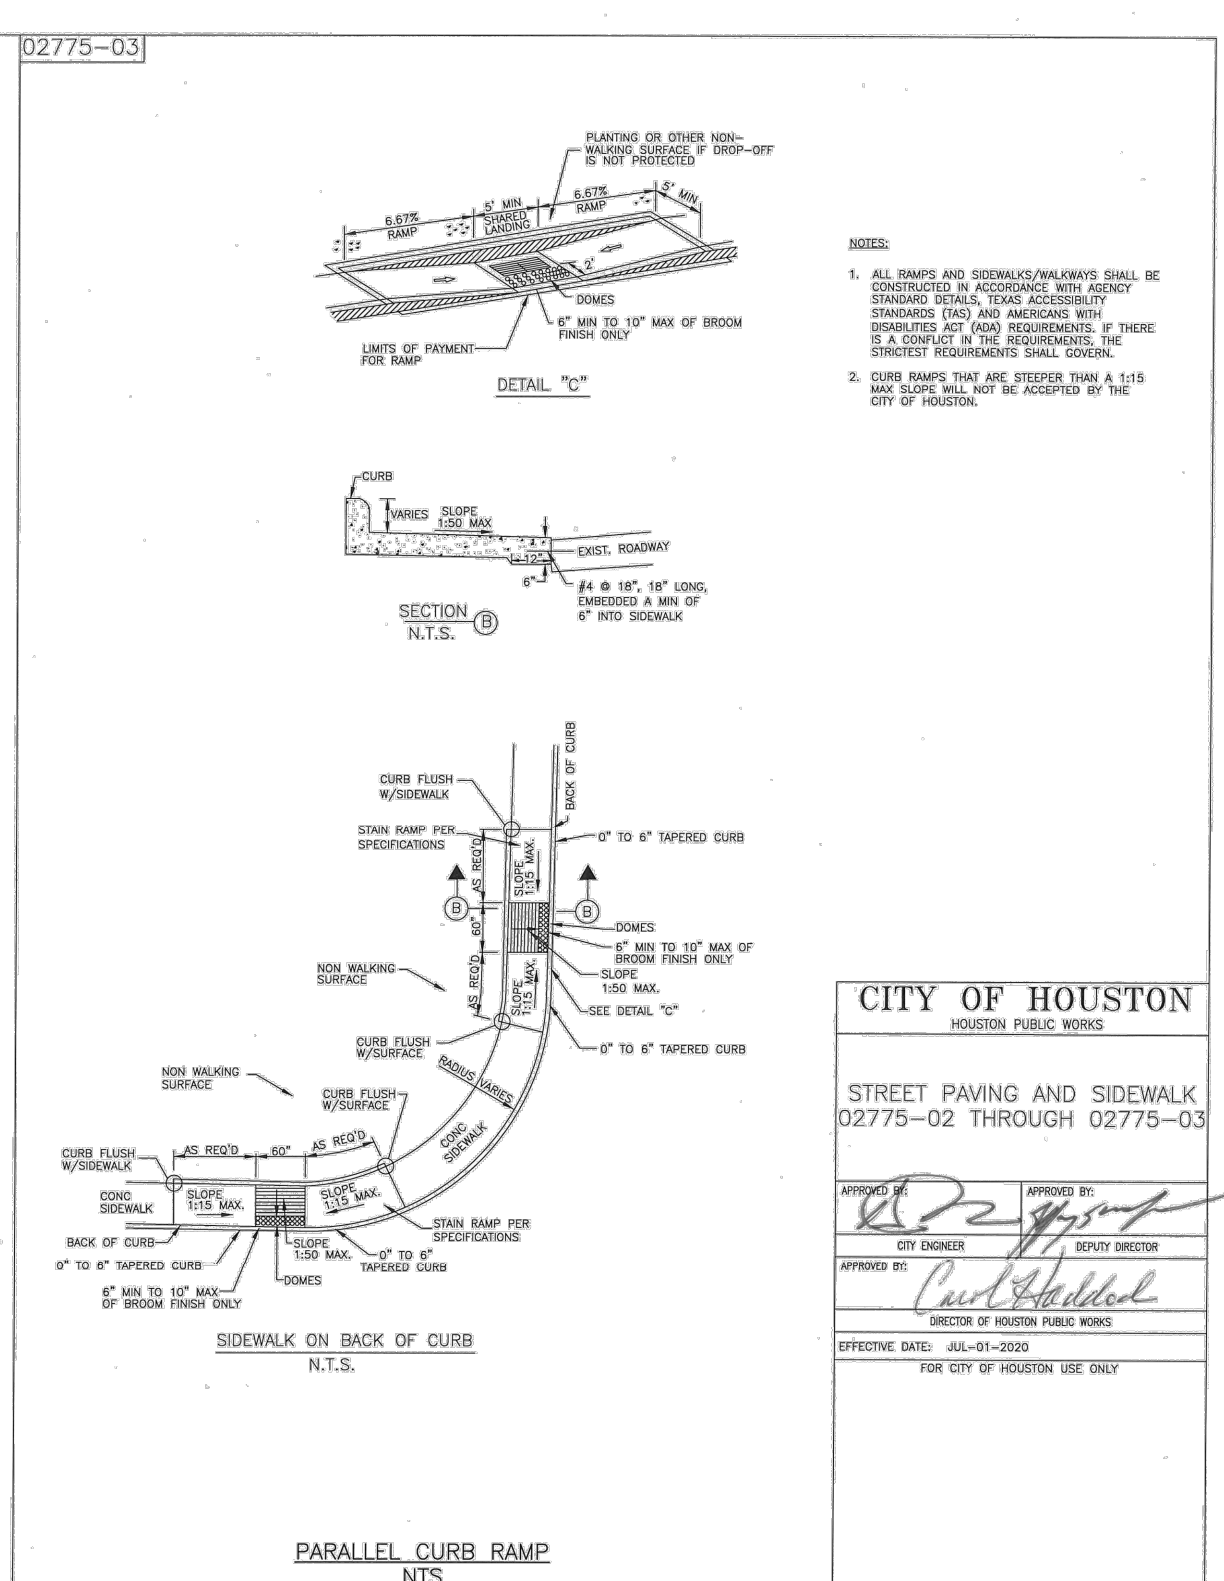 02775-03
PLANTING OR OTHER NON-
WALKING SURFACE IF DROP-OFF
IS NOT PROTECTED
6.67%
RAMP
5' MIN
SHARED
LANDING
6.67%
RAMP
5' MIN
2'
DOMES
6" MIN TO 10" MAX OF BROOM
FINISH ONLY
LIMITS OF PAYMENT
FOR RAMP
DETAIL "C"
NOTES:
1. ALL RAMPS AND SIDEWALKS/WALKWAYS SHALL BE
CONSTRUCTED IN ACCORDANCE WITH AGENCY
STANDARD DETAILS, TEXAS ACCESSIBILITY
STANDARDS (TAS) AND AMERICANS WITH
DISABILITIES ACT (ADA) REQUIREMENTS. IF THERE
IS A CONFLICT IN THE REQUIREMENTS, THE
STRICTEST REQUIREMENTS SHALL GOVERN.
2. CURB RAMPS THAT ARE STEEPER THAN A 1:15
MAX SLOPE WILL NOT BE ACCEPTED BY THE
CITY OF HOUSTON.
CURB
VARIES
SLOPE
1:50 MAX
EXIST. ROADWAY
12"
6"
#4 @ 18", 18" LONG,
EMBEDDED A MIN OF
6" INTO SIDEWALK
SECTION
B
N.T.S.
BACK OF CURB
CURB FLUSH
W/SIDEWALK
STAIN RAMP PER
SPECIFICATIONS
0" TO 6" TAPERED CURB
AS REQ'D
SLOPE
1:15 MAX.
B
B
60"
DOMES
6" MIN TO 10" MAX OF
BROOM FINISH ONLY
SLOPE
1:50 MAX.
NON WALKING
SURFACE
AS REQ'D
SLOPE
1:15 MAX.
SEE DETAIL "C"
CURB FLUSH
W/SURFACE
0" TO 6" TAPERED CURB
RADIUS VARIES
NON WALKING
SURFACE
CURB FLUSH
W/SURFACE
CONC
SIDEWALK
CURB FLUSH
W/SIDEWALK
AS REQ'D
60"
AS REQ'D
CONC
SIDEWALK
SLOPE
1:15 MAX.
SLOPE
1:15 MAX.
STAIN RAMP PER
SPECIFICATIONS
BACK OF CURB
SLOPE
1:50 MAX.
0" TO 6"
TAPERED CURB
0" TO 6" TAPERED CURB
DOMES
6" MIN TO 10" MAX
OF BROOM FINISH ONLY
SIDEWALK ON BACK OF CURB
N.T.S.
PARALLEL CURB RAMP
NTS
CITY OF HOUSTON
HOUSTON PUBLIC WORKS
STREET PAVING AND SIDEWALK
02775-02 THROUGH 02775-03
APPROVED BY:
APPROVED BY:
CITY ENGINEER
DEPUTY DIRECTOR
APPROVED BY:
Carol Haddock
DIRECTOR OF HOUSTON PUBLIC WORKS
EFFECTIVE DATE: JUL-01-2020
FOR CITY OF HOUSTON USE ONLY